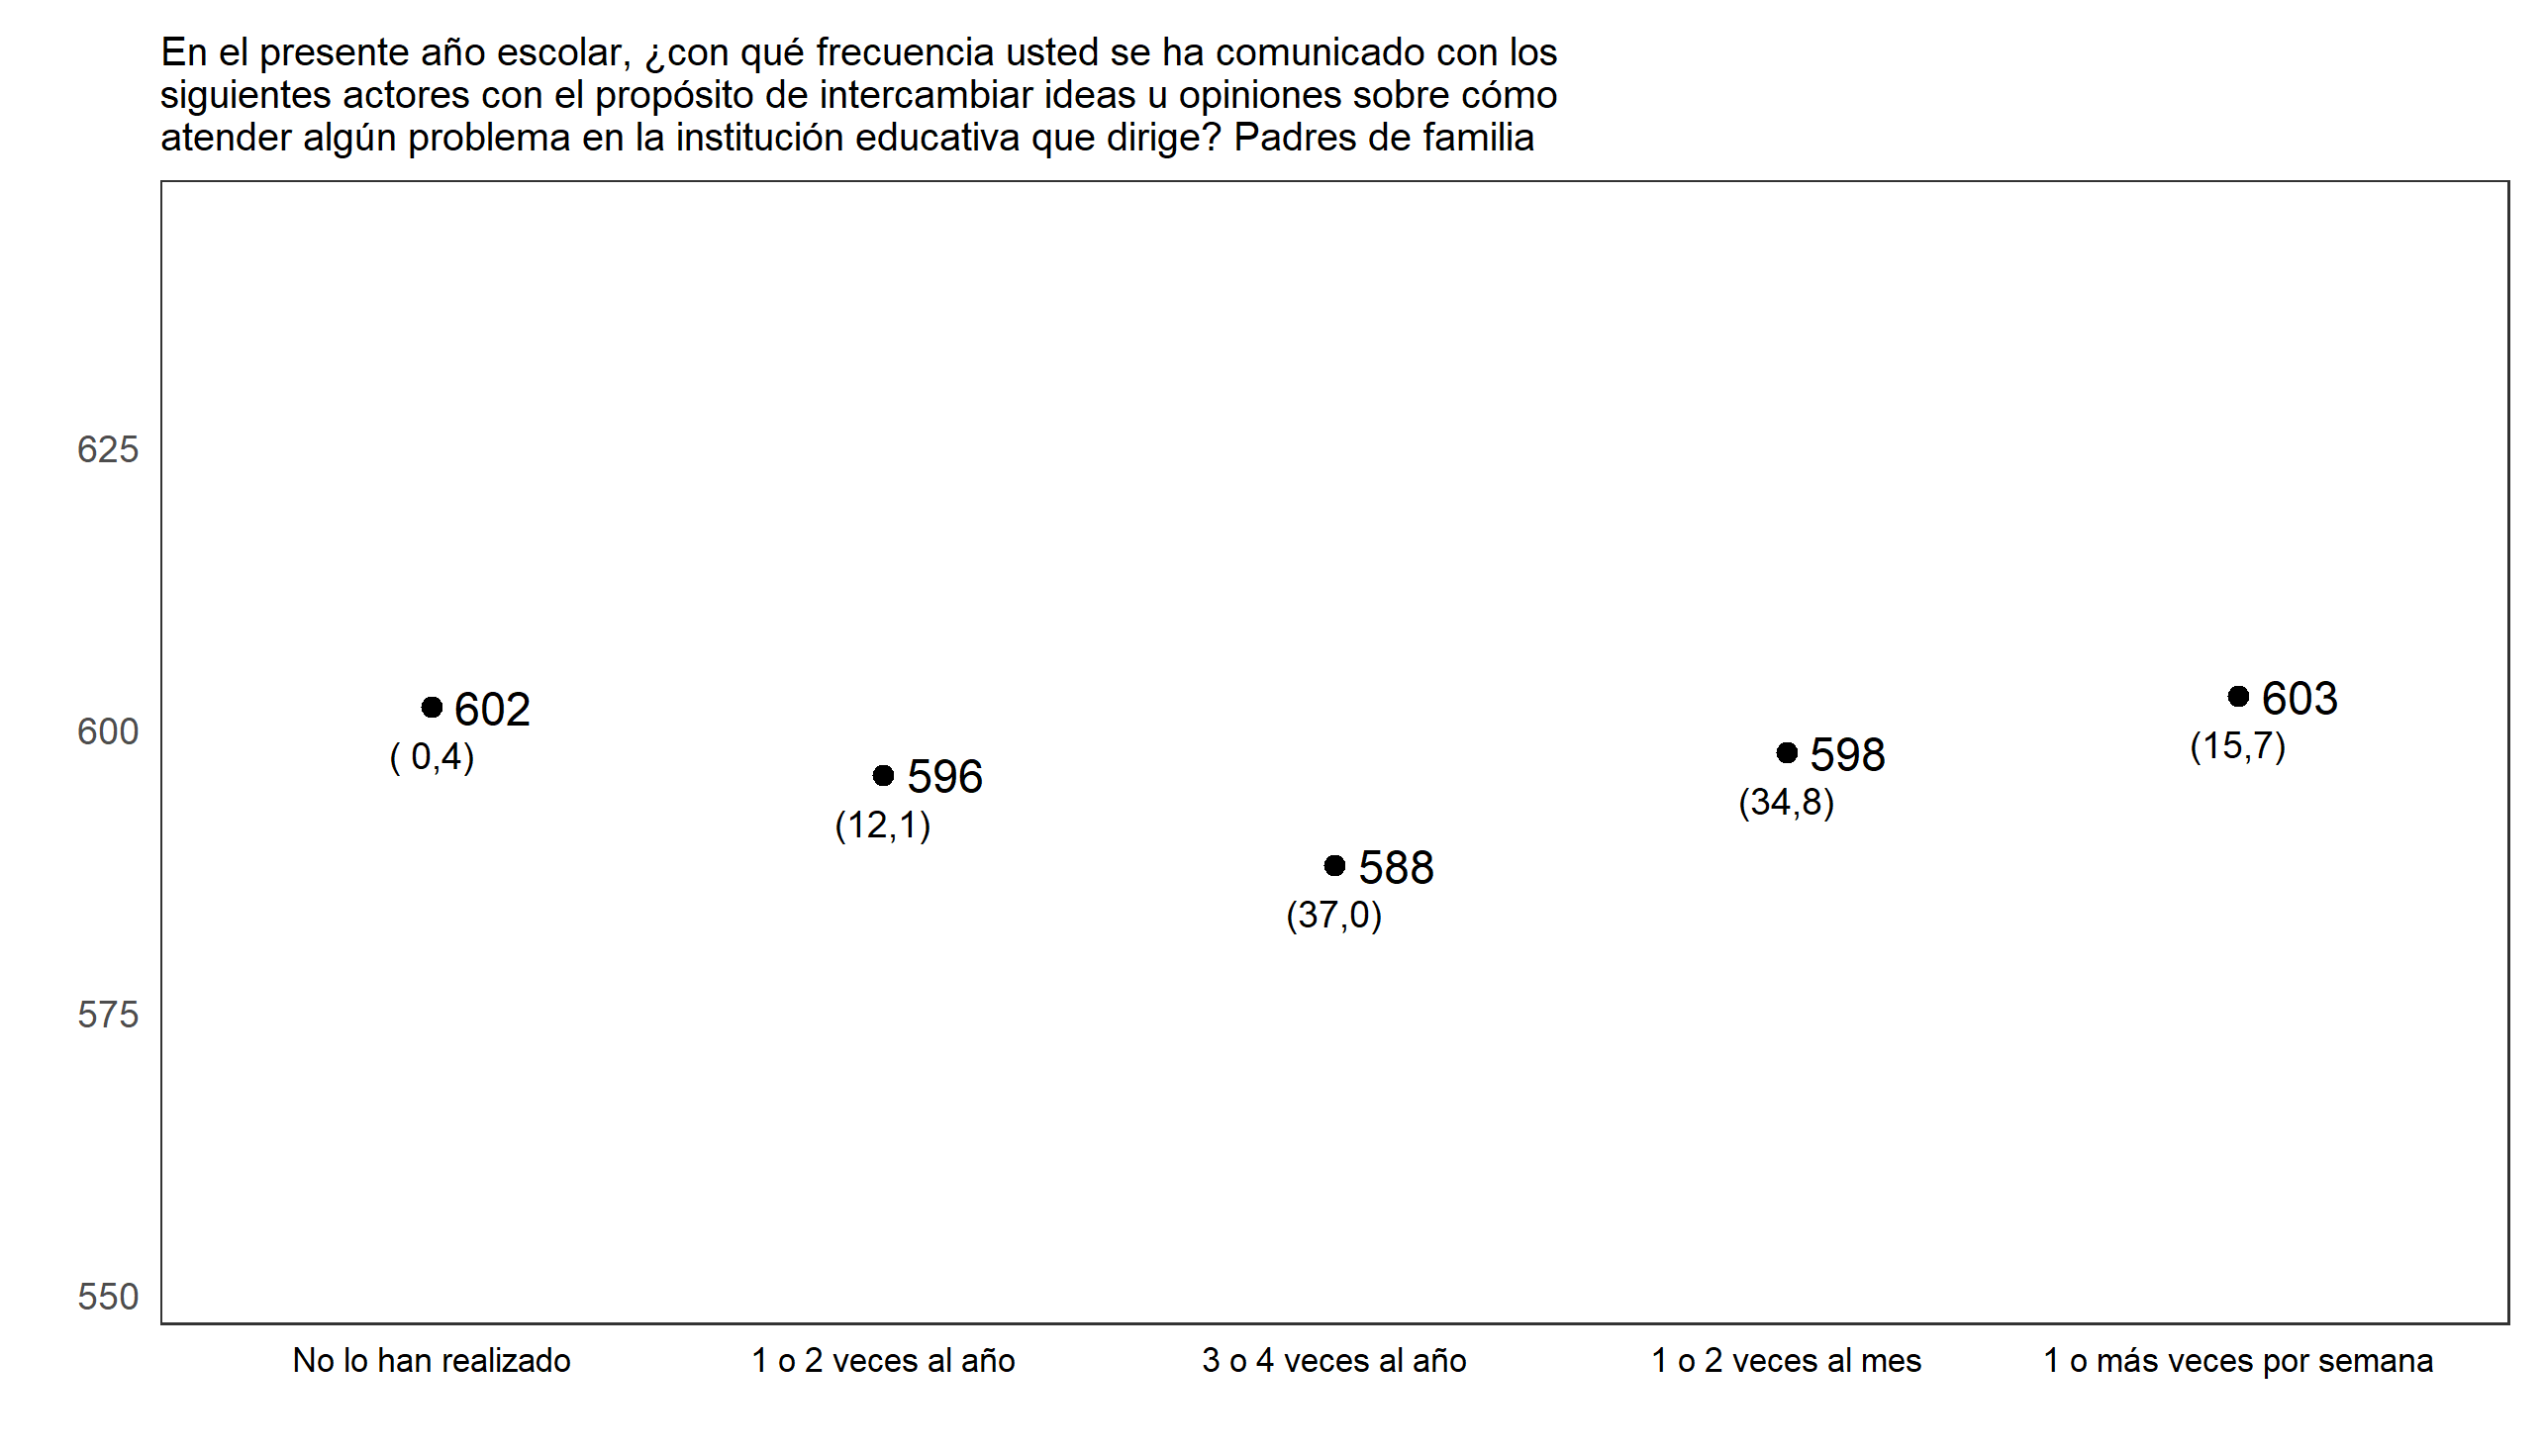 En el presente año escolar, ¿con qué frecuencia usted se ha comunicado con los
siguientes actores con el propósito de intercambiar ideas u opiniones sobre cómo
atender algún problema en la institución educativa que dirige? Padres de familia
625
600
575
550
602
( 0,4)
596
(12,1)
588
(37,0)
598
(34,8)
603
(15,7)
No lo han realizado
1 o 2 veces al año
3 o 4 veces al año
1 o 2 veces al mes
1 o más veces por semana